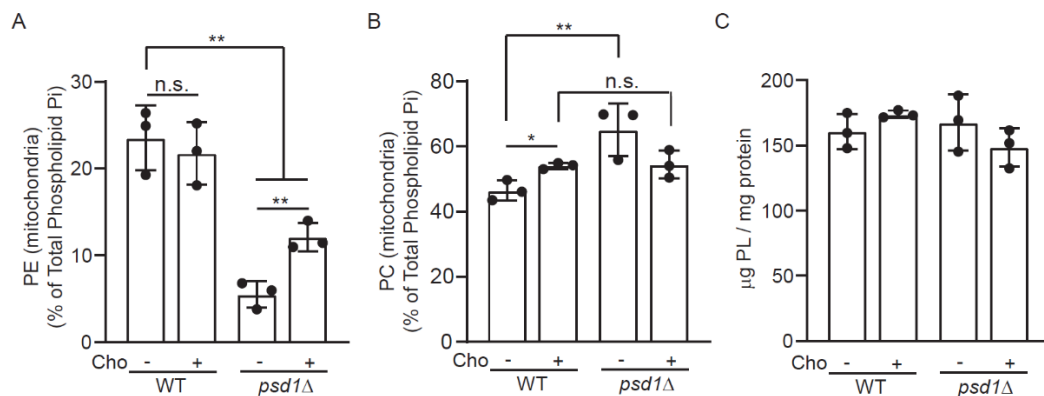 A
PE (mitochondria)
(% of Total Phospholipid Pi)
30
20
10
0
**
n.s.
**
Cho - + - +
WT psd1Δ
B
PC (mitochondria)
(% of Total Phospholipid Pi)
80
60
40
20
0
**
n.s.
*
Cho - + - +
WT psd1Δ
C
μg PL / mg protein
200
150
100
50
0
Cho - + - +
WT psd1Δ